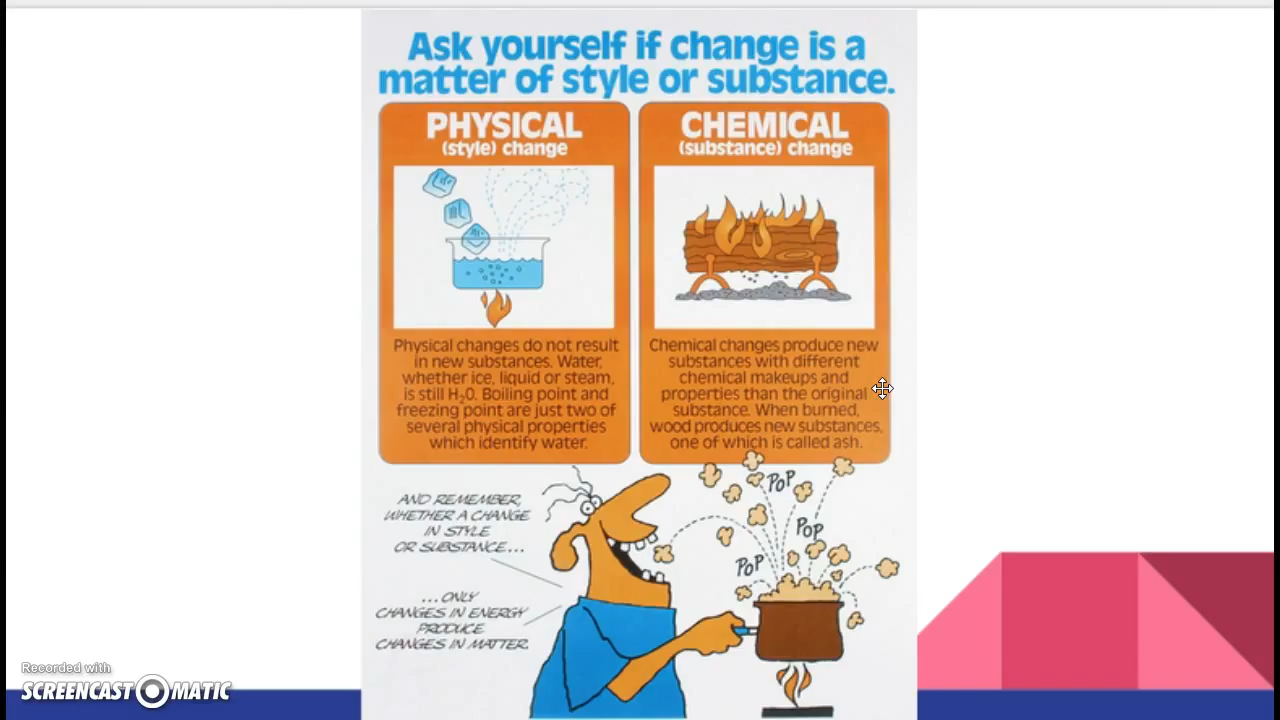 Ask yourself if change is a
matter of style or substance.
PHYSICAL
(style) change
Physical changes do not result
in new substances. Water,
whether ice, liquid or steam,
is still H₂O. Boiling point and
freezing point are just two of
several physical properties
which identify water.
CHEMICAL
(substance) change
Chemical changes produce new
substances with different
chemical makeups and
properties than the original
substance. When burned,
wood produces new substances,
one of which is called ash.
AND REMEMBER,
WHETHER A CHANGE
IN STYLE
OR SUBSTANCE...
...ONLY
CHANGES IN ENERGY
PRODUCE
CHANGES IN MATTER.
POP
POP
POP
Recorded with
SCREENCAST-O-MATIC